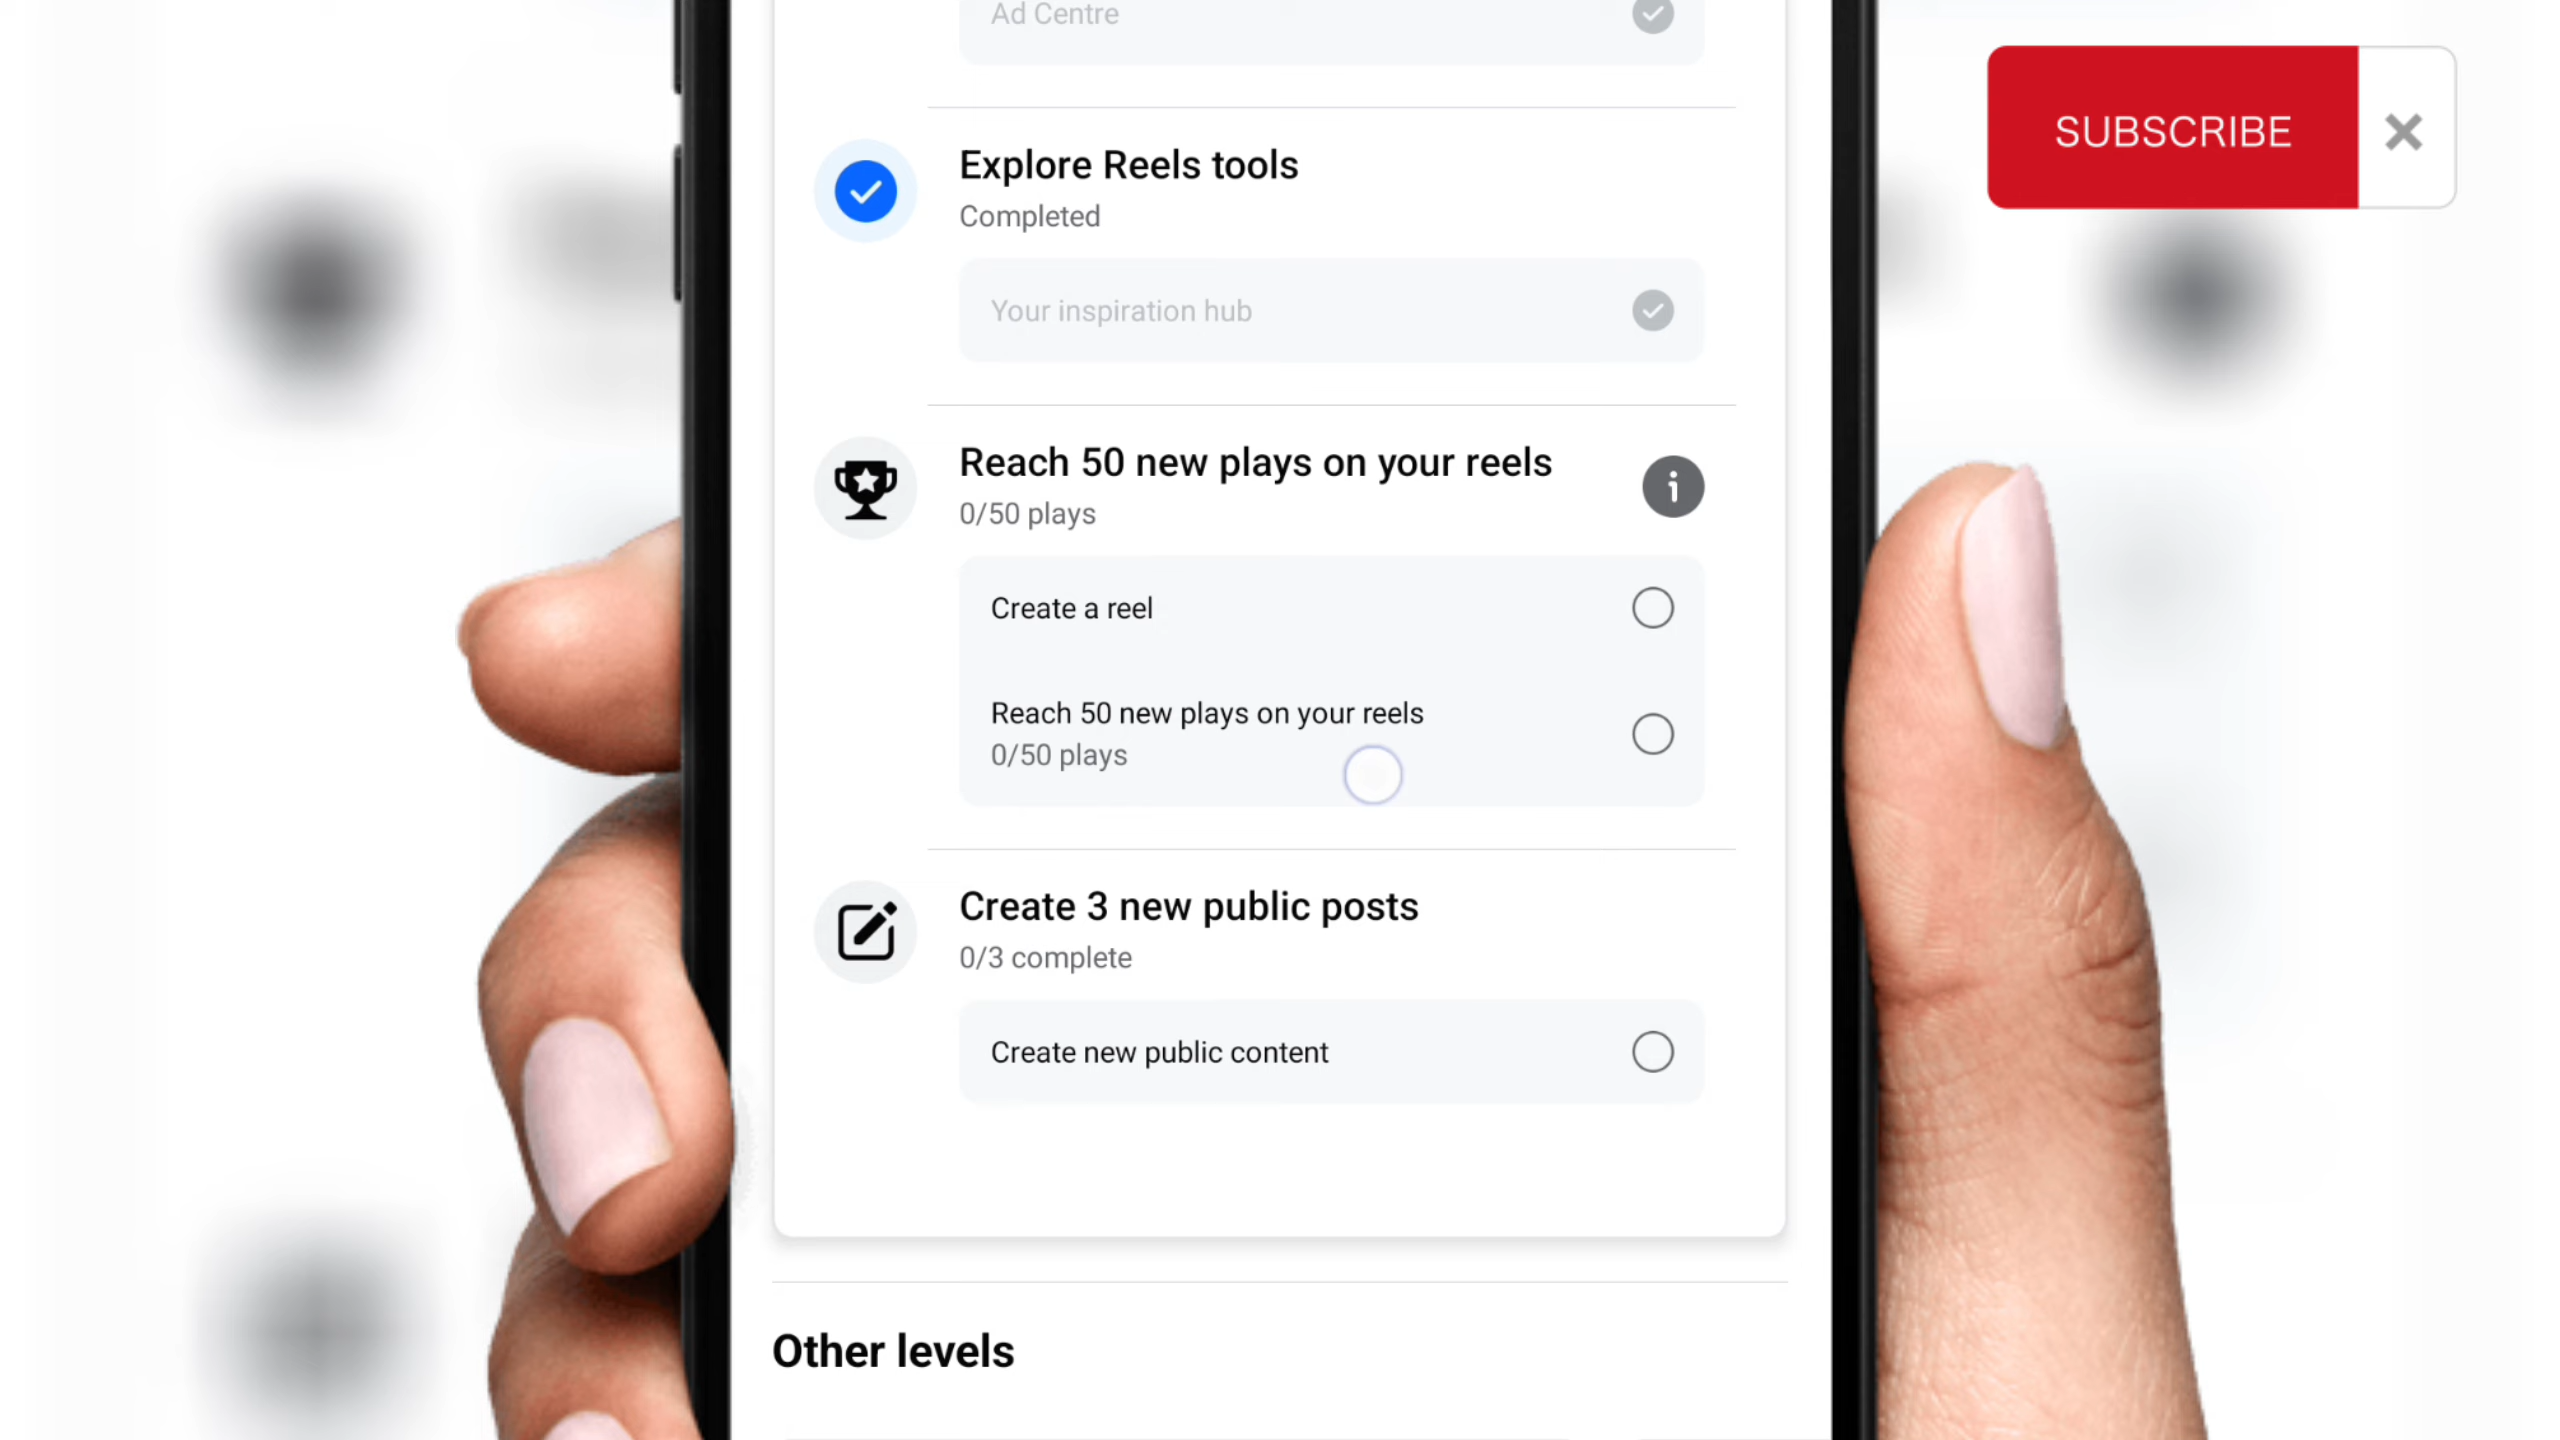 Ad Centre
SUBSCRIBE
Explore Reels tools
Completed
Your inspiration hub
Reach 50 new plays on your reels
0/50 plays
Create a reel
Reach 50 new plays on your reels
0/50 plays
Create 3 new public posts
0/3 complete
Create new public content
Other levels